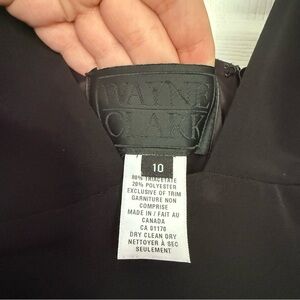 WAYNE
CLARK
10
80% TRIACETATE
20% POLYESTER
EXCLUSIVE OF TRIM
GARNITURE NON
COMPRISE
MADE IN / FAIT AU
CANADA
CA 01170
DRY CLEAN DRY
NETTOYER À SEC
SEULEMENT